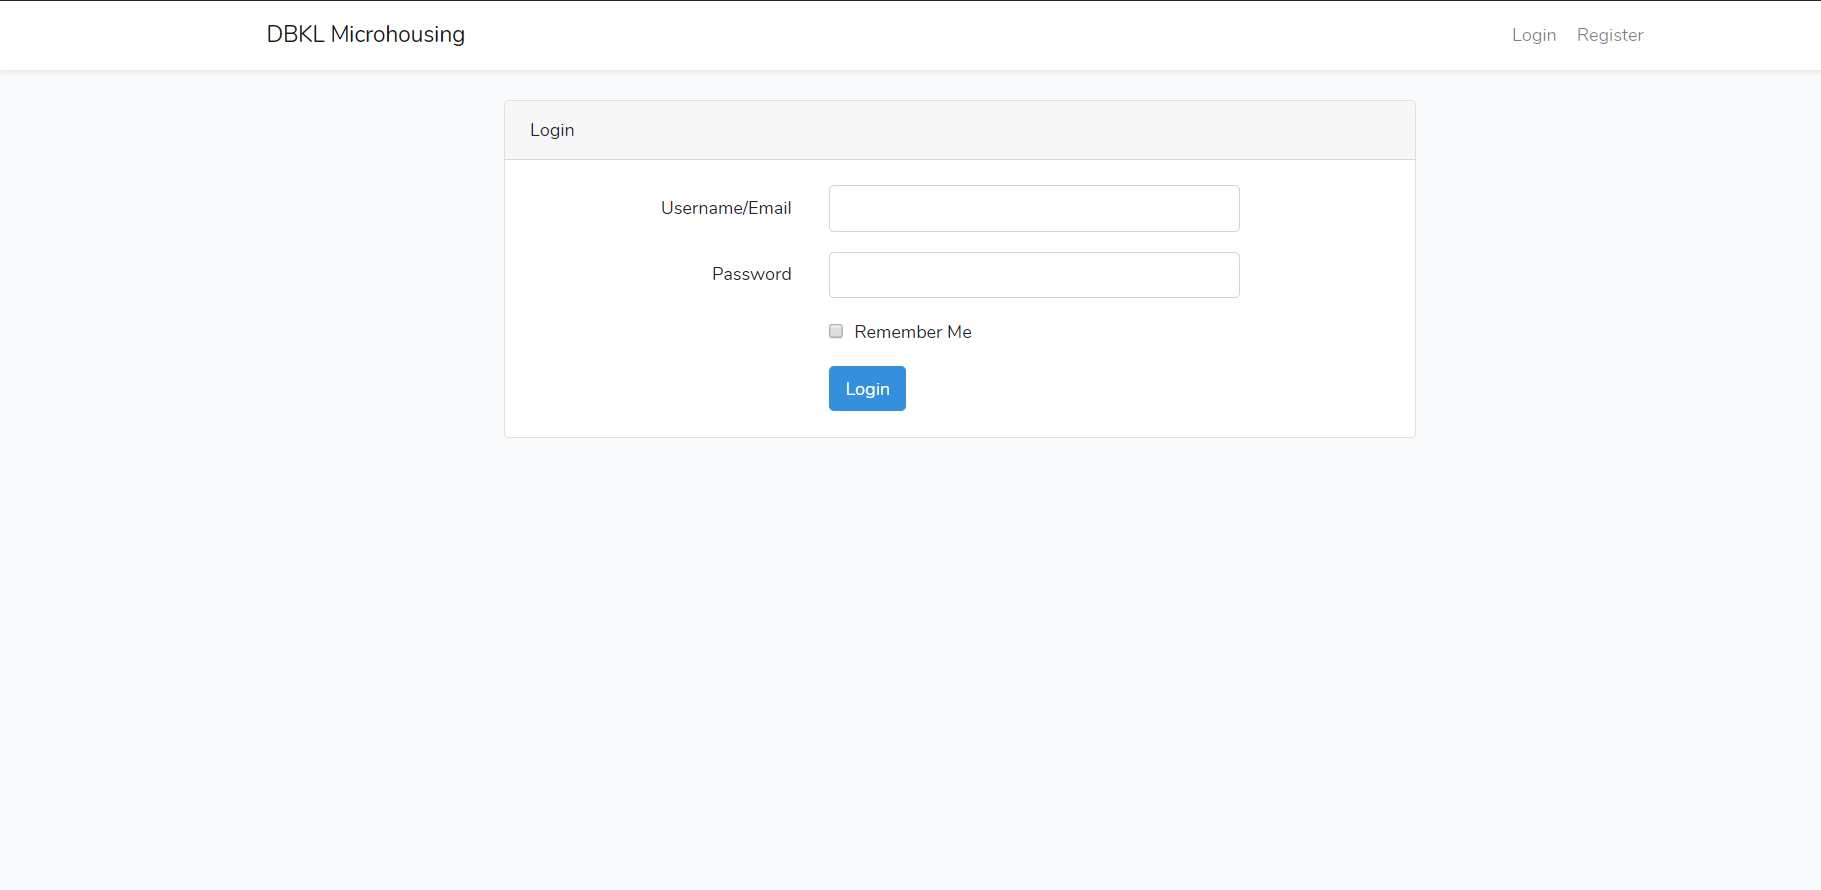 DBKL Microhousing
Login Register
Login
Username/Email
Password
Remember Me
Login